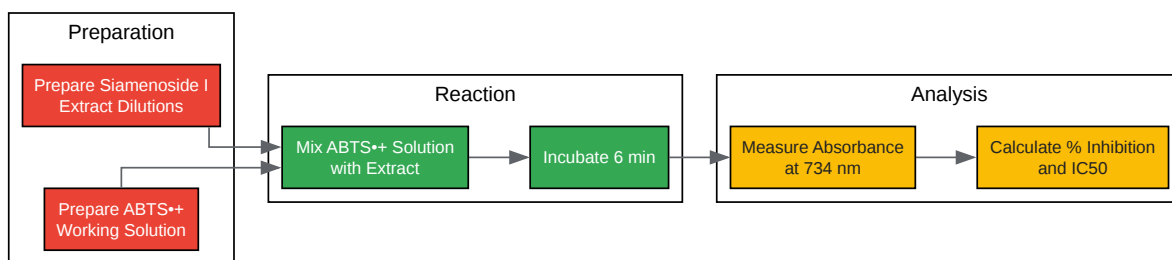 Preparation
Prepare Siamenoside I
Extract Dilutions
Prepare ABTS•+
Working Solution
Reaction
Mix ABTS•+ Solution
with Extract
Incubate 6 min
Analysis
Measure Absorbance
at 734 nm
Calculate % Inhibition
and IC50